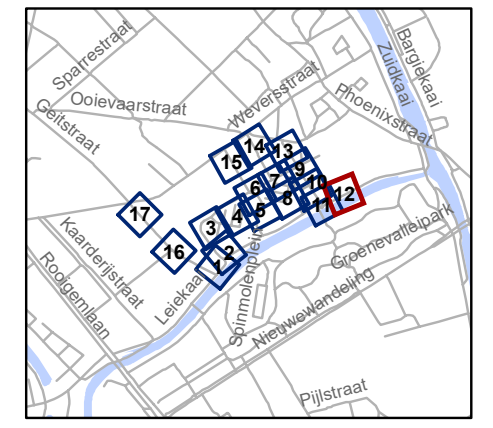 Sparrestraat
Geitstraat
Ooievaarstraat
Weversstraat
Zuidkaai
Bargiekaai
Phoenixstraat
Kaarderijstraat
Rooigemlaan
Leiekaai
Spinmolenplein
Groenevalleipark
Nieuwewandeling
Pijlstraat
14
13
15
9
7
10
6
12
8
11
5
4
3
17
16
2
1